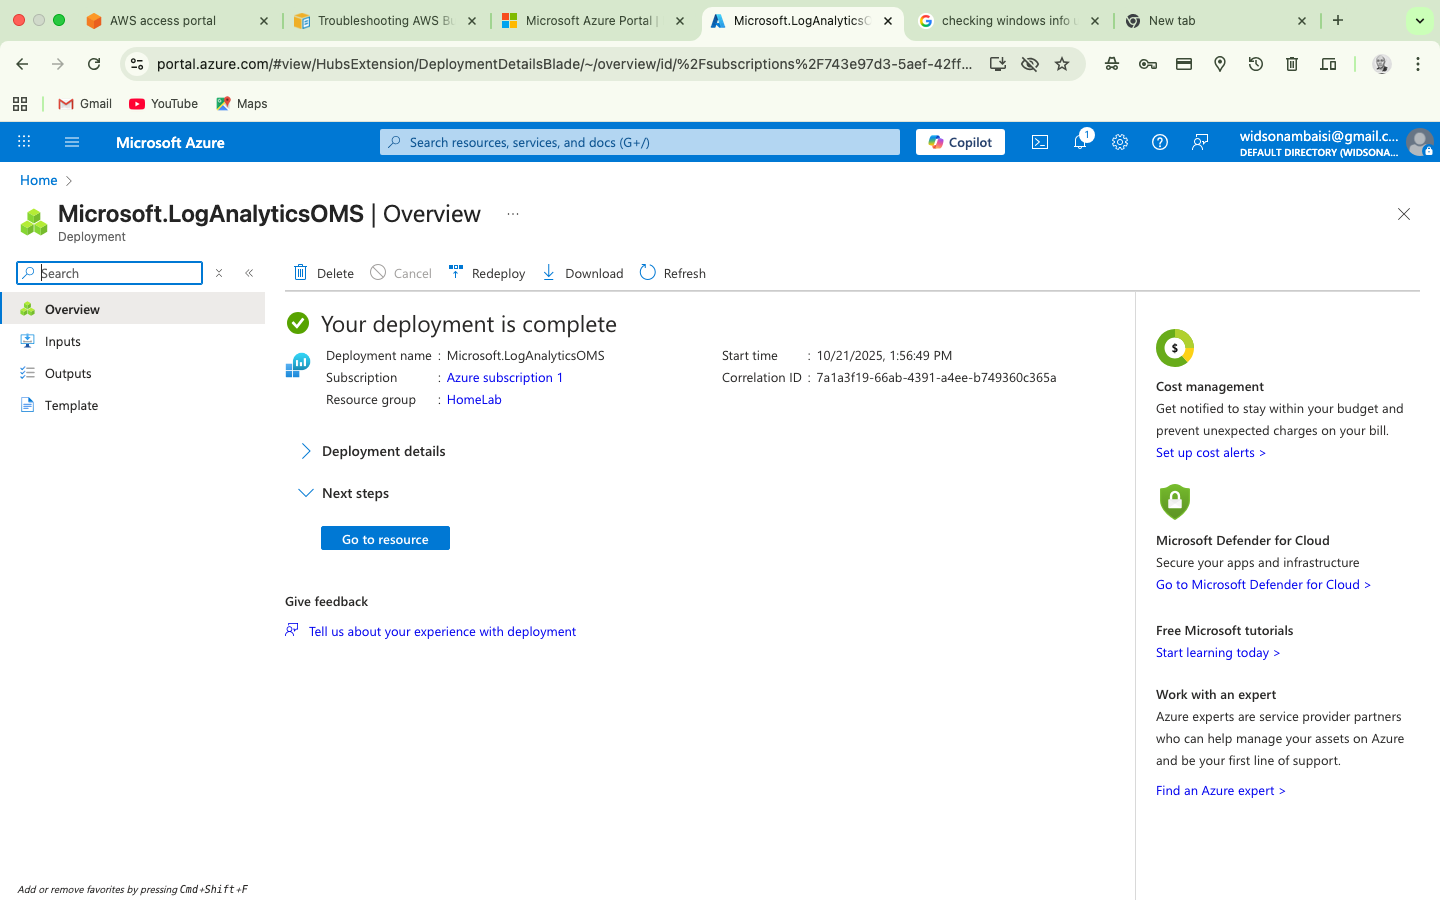 AWS access portal
Troubleshooting AWS Bu
Microsoft Azure Portal |
Microsoft.LogAnalyticsO
checking windows info u
New tab
portal.azure.com/#view/HubsExtension/DeploymentDetailsBlade/~/overview/id/%2Fsubscriptions%2F743e97d3-5aef-42ff...
Gmail
YouTube
Maps
Microsoft Azure
Search resources, services, and docs (G+/)
Copilot
1
widsonambaisi@gmail.c...
DEFAULT DIRECTORY (WIDSONA...
Home
Microsoft.LogAnalyticsOMS | Overview
...
Deployment
Search
Delete
Cancel
Redeploy
Download
Refresh
Overview
Inputs
Outputs
Template
Your deployment is complete
Deployment name : Microsoft.LogAnalyticsOMS
Subscription : Azure subscription 1
Resource group : HomeLab
Start time : 10/21/2025, 1:56:49 PM
Correlation ID : 7a1a3f19-66ab-4391-a4ee-b749360c365a
Deployment details
Next steps
Go to resource
Give feedback
Tell us about your experience with deployment
$
Cost management
Get notified to stay within your budget and
prevent unexpected charges on your bill.
Set up cost alerts >
Microsoft Defender for Cloud
Secure your apps and infrastructure
Go to Microsoft Defender for Cloud >
Free Microsoft tutorials
Start learning today >
Work with an expert
Azure experts are service provider partners
who can help manage your assets on Azure
and be your first line of support.
Find an Azure expert >
Add or remove favorites by pressing Cmd+Shift+F